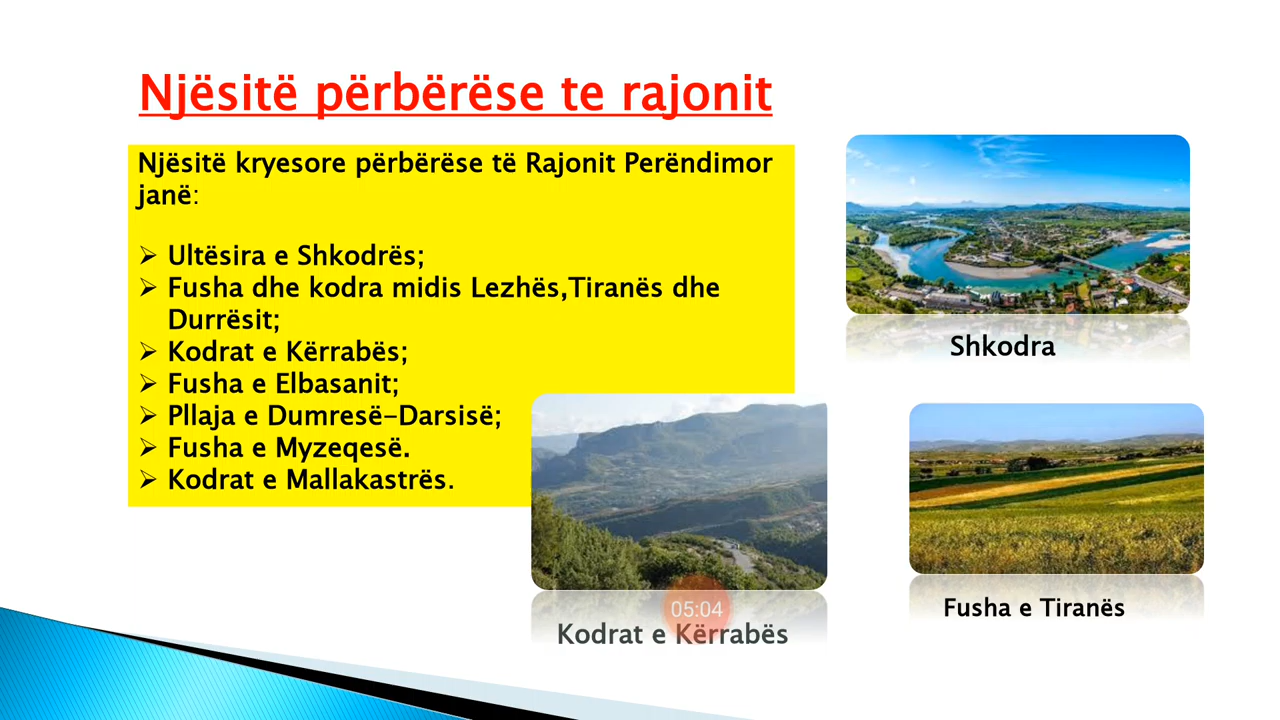 Njësitë përbërëse te rajonit
Njësitë kryesore përbërëse të Rajonit Perëndimor
janë:
Ultësira e Shkodrës;
Fusha dhe kodra midis Lezhës,Tiranës dhe
Durrësit;
Kodrat e Kërrabës;
Fusha e Elbasanit;
Pllaja e Dumresë-Darsisë;
Fusha e Myzeqesë.
Kodrat e Mallakastrës.
Shkodra
05:04
Kodrat e Kërrabës
Fusha e Tiranës